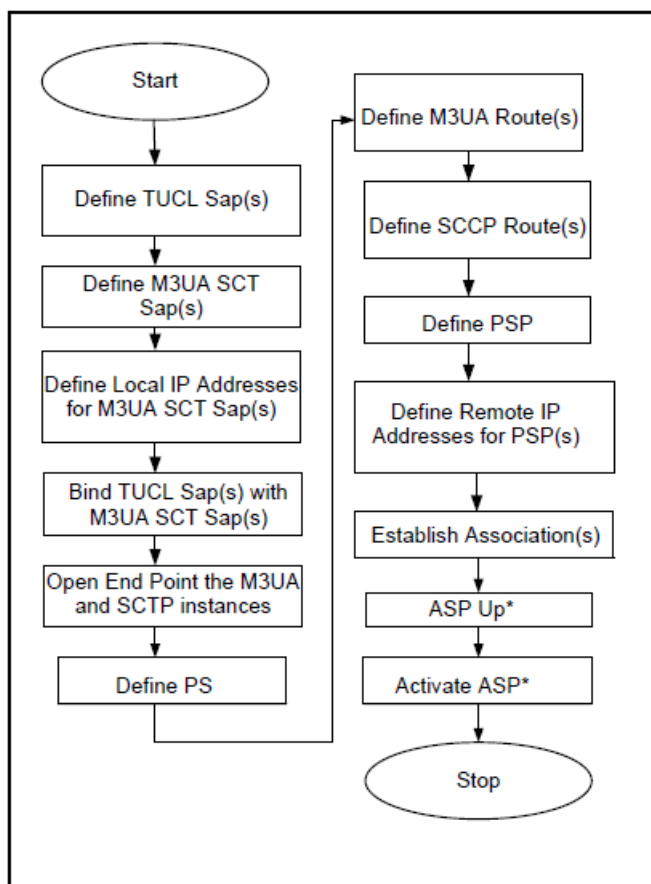 Start
Define TUCL Sap(s)
Define M3UA SCT
Sap(s)
Define Local IP Addresses
for M3UA SCT Sap(s)
Bind TUCL Sap(s) with
M3UA SCT Sap(s)
Open End Point the M3UA
and SCTP instances
Define PS
Define M3UA Route(s)
Define SCCP Route(s)
Define PSP
Define Remote IP
Addresses for PSP(s)
Establish Association(s)
ASP Up*
Activate ASP*
Stop